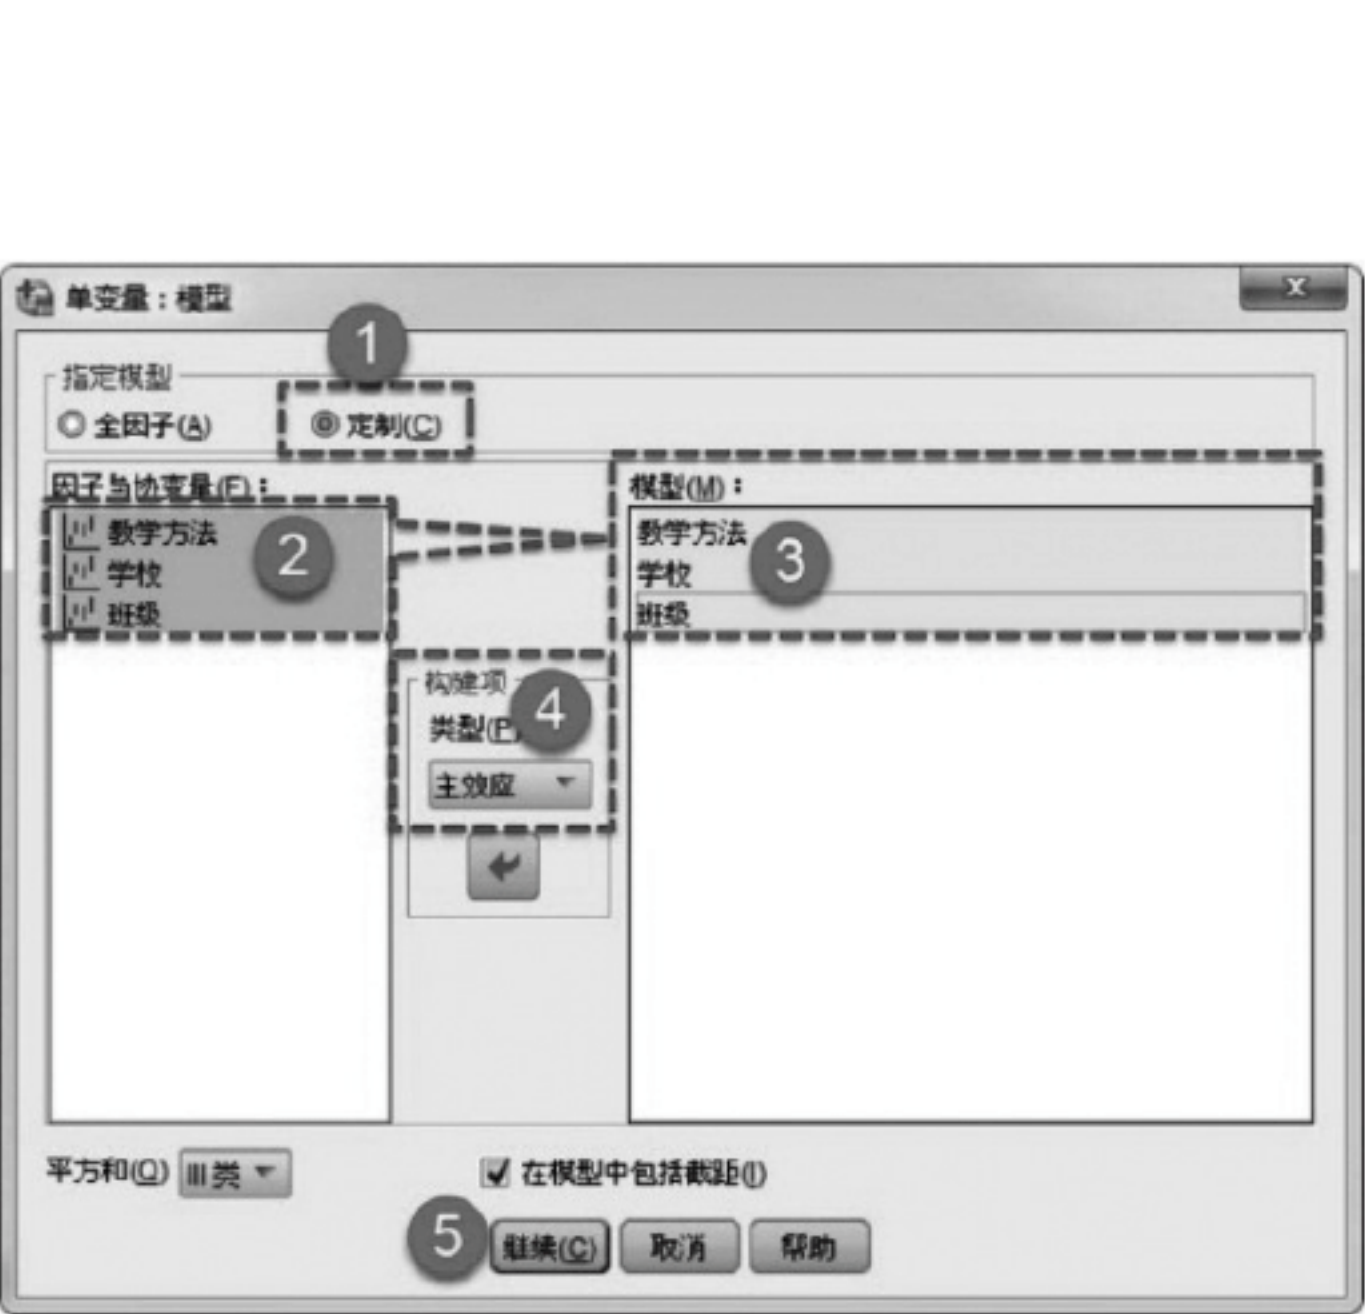 单变量：模型
1
指定模型
全因子(A)
定制(C)
因子与协变量(F)：
模型(M)：
教学方法
学校
班级
2
教学方法
学校
班级
3
构建项
4
类型(P)
主效应
平方和(Q)
III类
在模型中包括截距(I)
5
继续(C)
取消
帮助